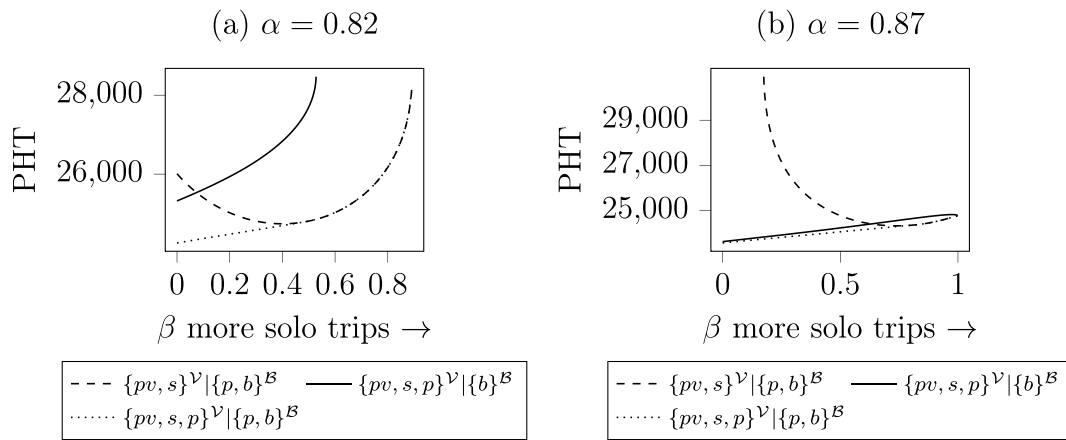 (a) α = 0.82
28,000
26,000
PHT
0 0.2 0.4 0.6 0.8
β more solo trips →
{pv, s}^𝒱|{p, b}^ℬ {pv, s, p}^𝒱|{b}^ℬ
{pv, s, p}^𝒱|{p, b}^ℬ
(b) α = 0.87
29,000
27,000
25,000
PHT
0 0.5 1
β more solo trips →
{pv, s}^𝒱|{p, b}^ℬ {pv, s, p}^𝒱|{b}^ℬ
{pv, s, p}^𝒱|{p, b}^ℬ